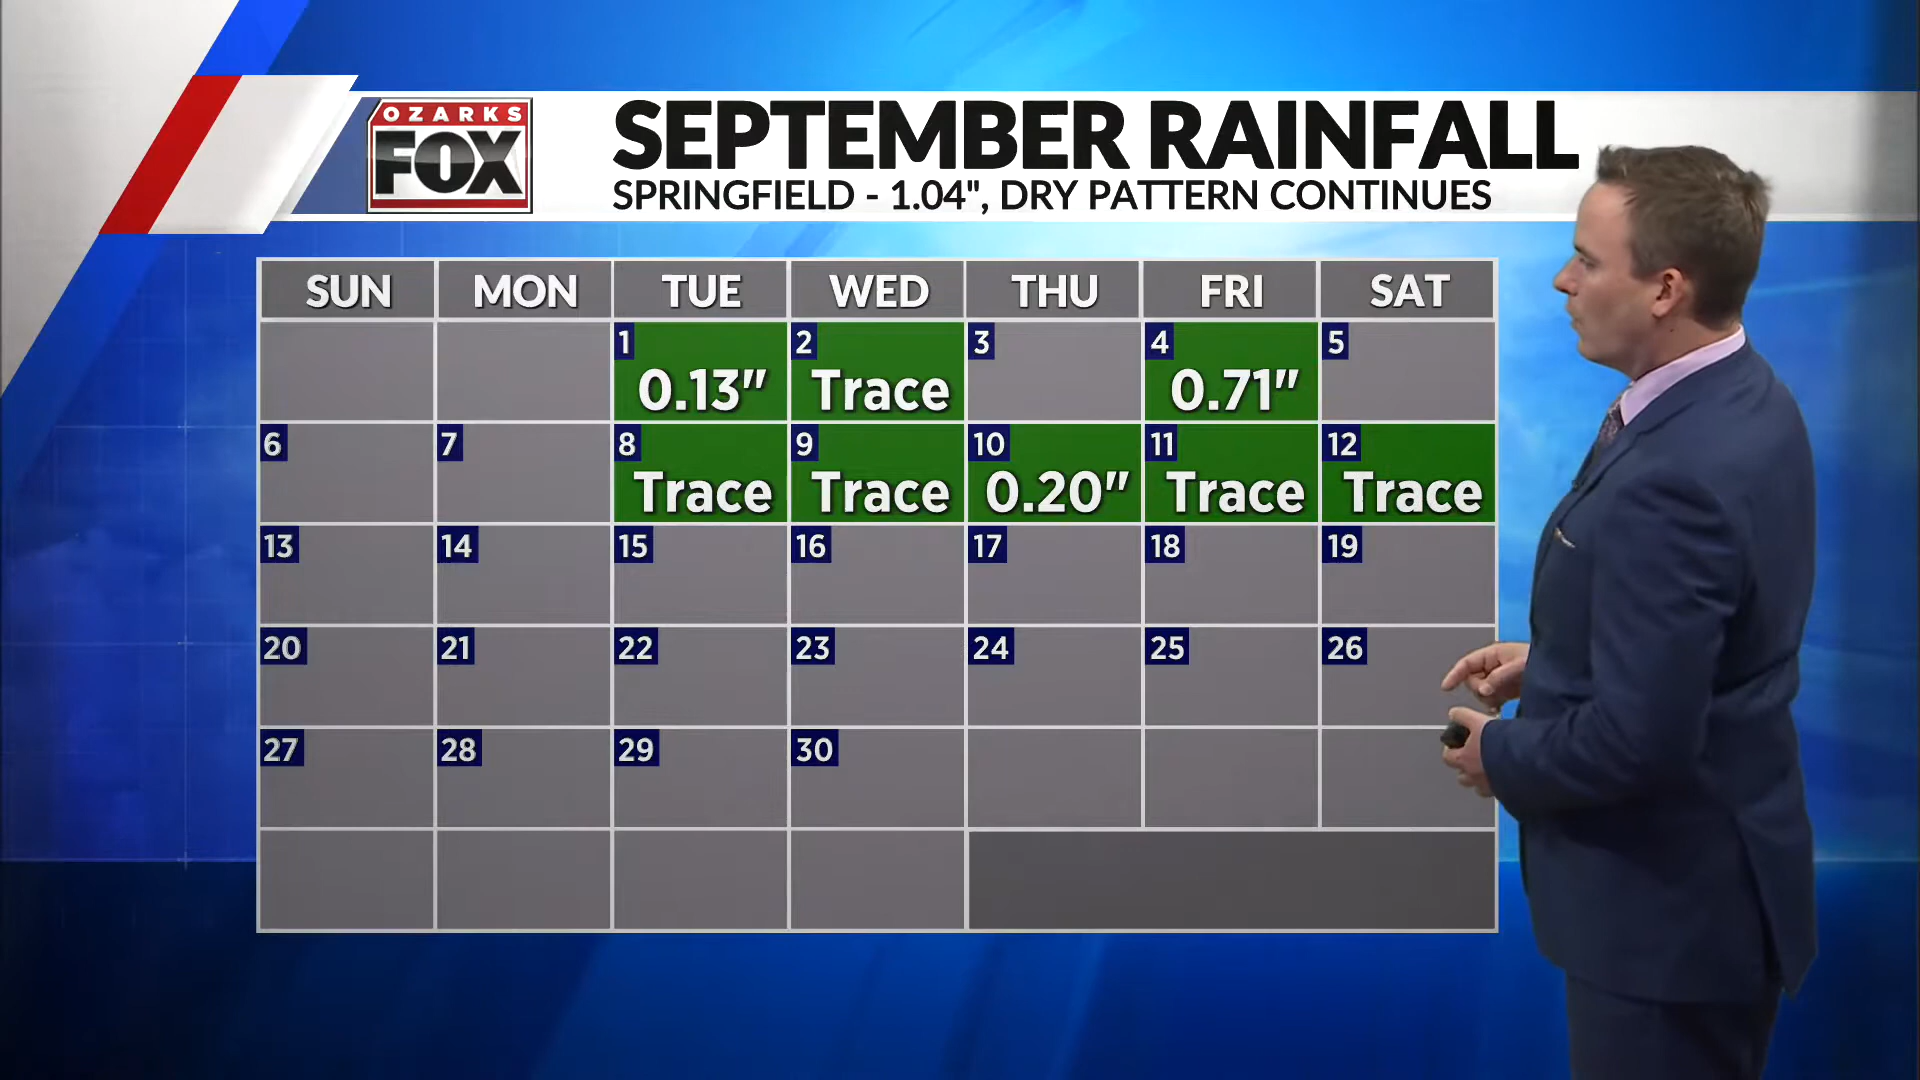 OZARKS
FOX
SEPTEMBER RAINFALL
SPRINGFIELD - 1.04", DRY PATTERN CONTINUES
SUN MON TUE WED THU FRI SAT
1 2 3 4 5
0.13" Trace 0.71"
6 7 8 9 10 11 12
Trace Trace 0.20" Trace Trace
13 14 15 16 17 18 19
20 21 22 23 24 25 26
27 28 29 30